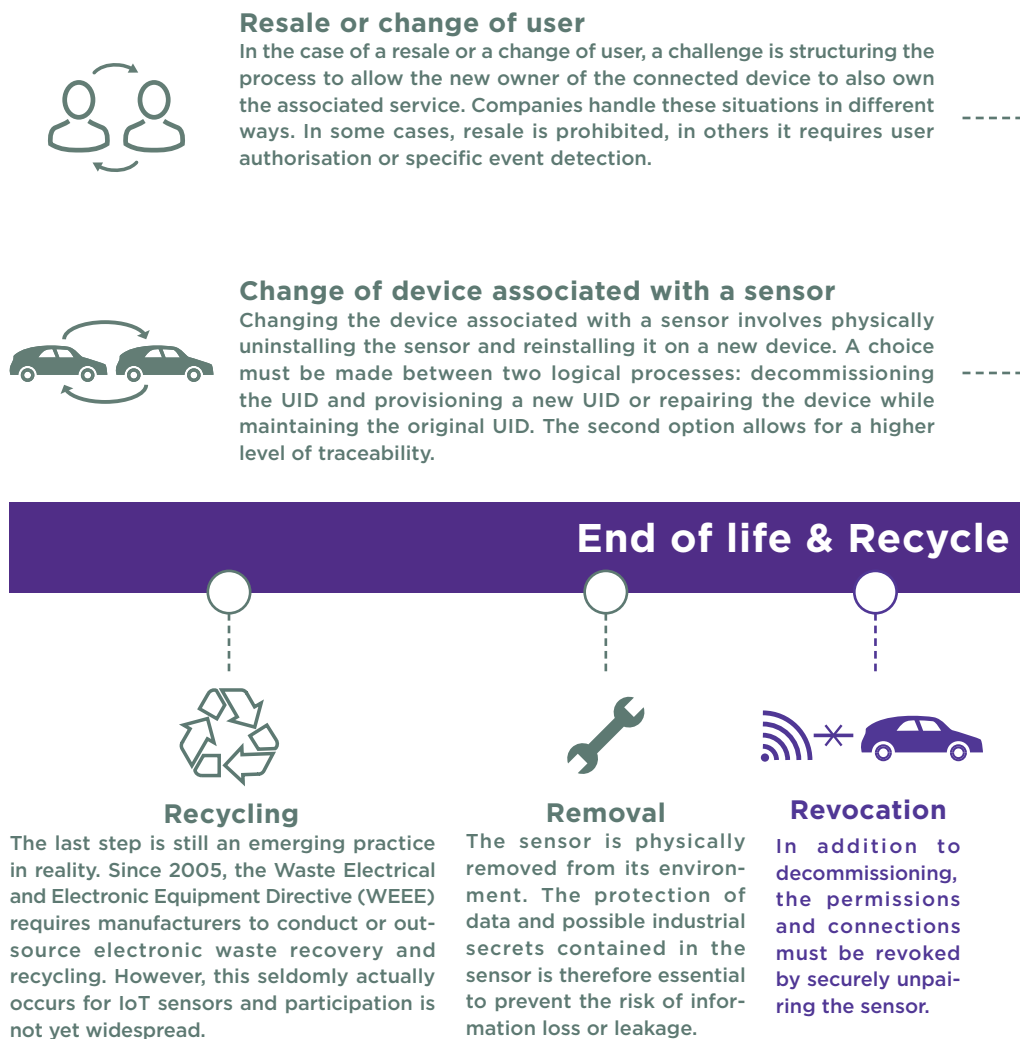 Resale or change of user
In the case of a resale or a change of user, a challenge is structuring the
process to allow the new owner of the connected device to also own
the associated service. Companies handle these situations in different
ways. In some cases, resale is prohibited, in others it requires user
authorisation or specific event detection.
Change of device associated with a sensor
Changing the device associated with a sensor involves physically
uninstalling the sensor and reinstalling it on a new device. A choice
must be made between two logical processes: decommissioning
the UID and provisioning a new UID or repairing the device while
maintaining the original UID. The second option allows for a higher
level of traceability.
End of life & Recycle
Recycling
The last step is still an emerging practice
in reality. Since 2005, the Waste Electrical
and Electronic Equipment Directive (WEEE)
requires manufacturers to conduct or out-
source electronic waste recovery and
recycling. However, this seldomly actually
occurs for IoT sensors and participation is
not yet widespread.
Removal
The sensor is physically
removed from its environ-
ment. The protection of
data and possible industrial
secrets contained in the
sensor is therefore essential
to prevent the risk of infor-
mation loss or leakage.
Revocation
In addition to
decommissioning,
the permissions
and connections
must be revoked
by securely unpai-
ring the sensor.